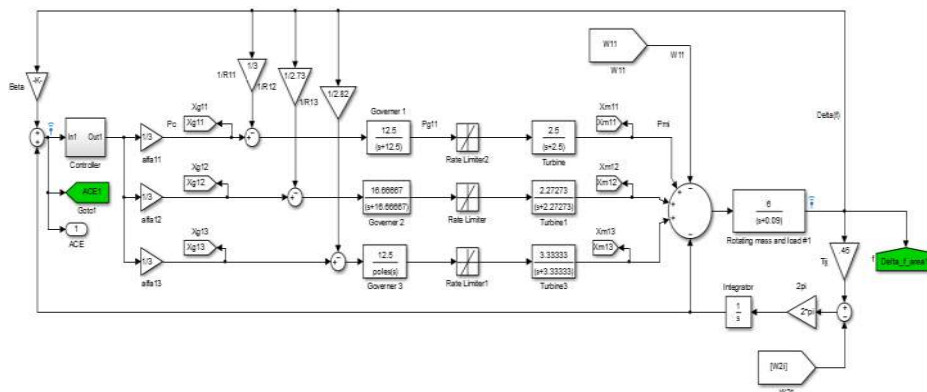 Beta
-K-
1/3
1/R11
1/2.73
1/R12
1/2.82
1/R13
W11
W11
W11
Delta(f)
In1 Out1
Controller
ACE1
Goto1
1
ACE
1/3
alfa11
Pc
Xg11
Xg11
Governer 1
12.5
(s+12.5)
Pg11
Rate Limiter2
2.5
(s+2.5)
Turbine
Xm11
Xm11
Pmi
1/3
alfa12
Xg12
Xg12
16.66667
(s+16.66667)
Governer 2
Rate Limiter
2.27273
(s+2.27273)
Turbine1
Xm12
Xm12
6
(s+0.09)
Rotating mass and load #1
1/3
alfa13
Xg13
Xg13
12.5
poles(s)
Governer 3
Rate Limiter1
3.33333
(s+3.33333)
Turbine3
Xm13
Xm13
Tij
.45
f
Delta_f_area1
Integrator
1
s
2pi
2*pi
[W2i]